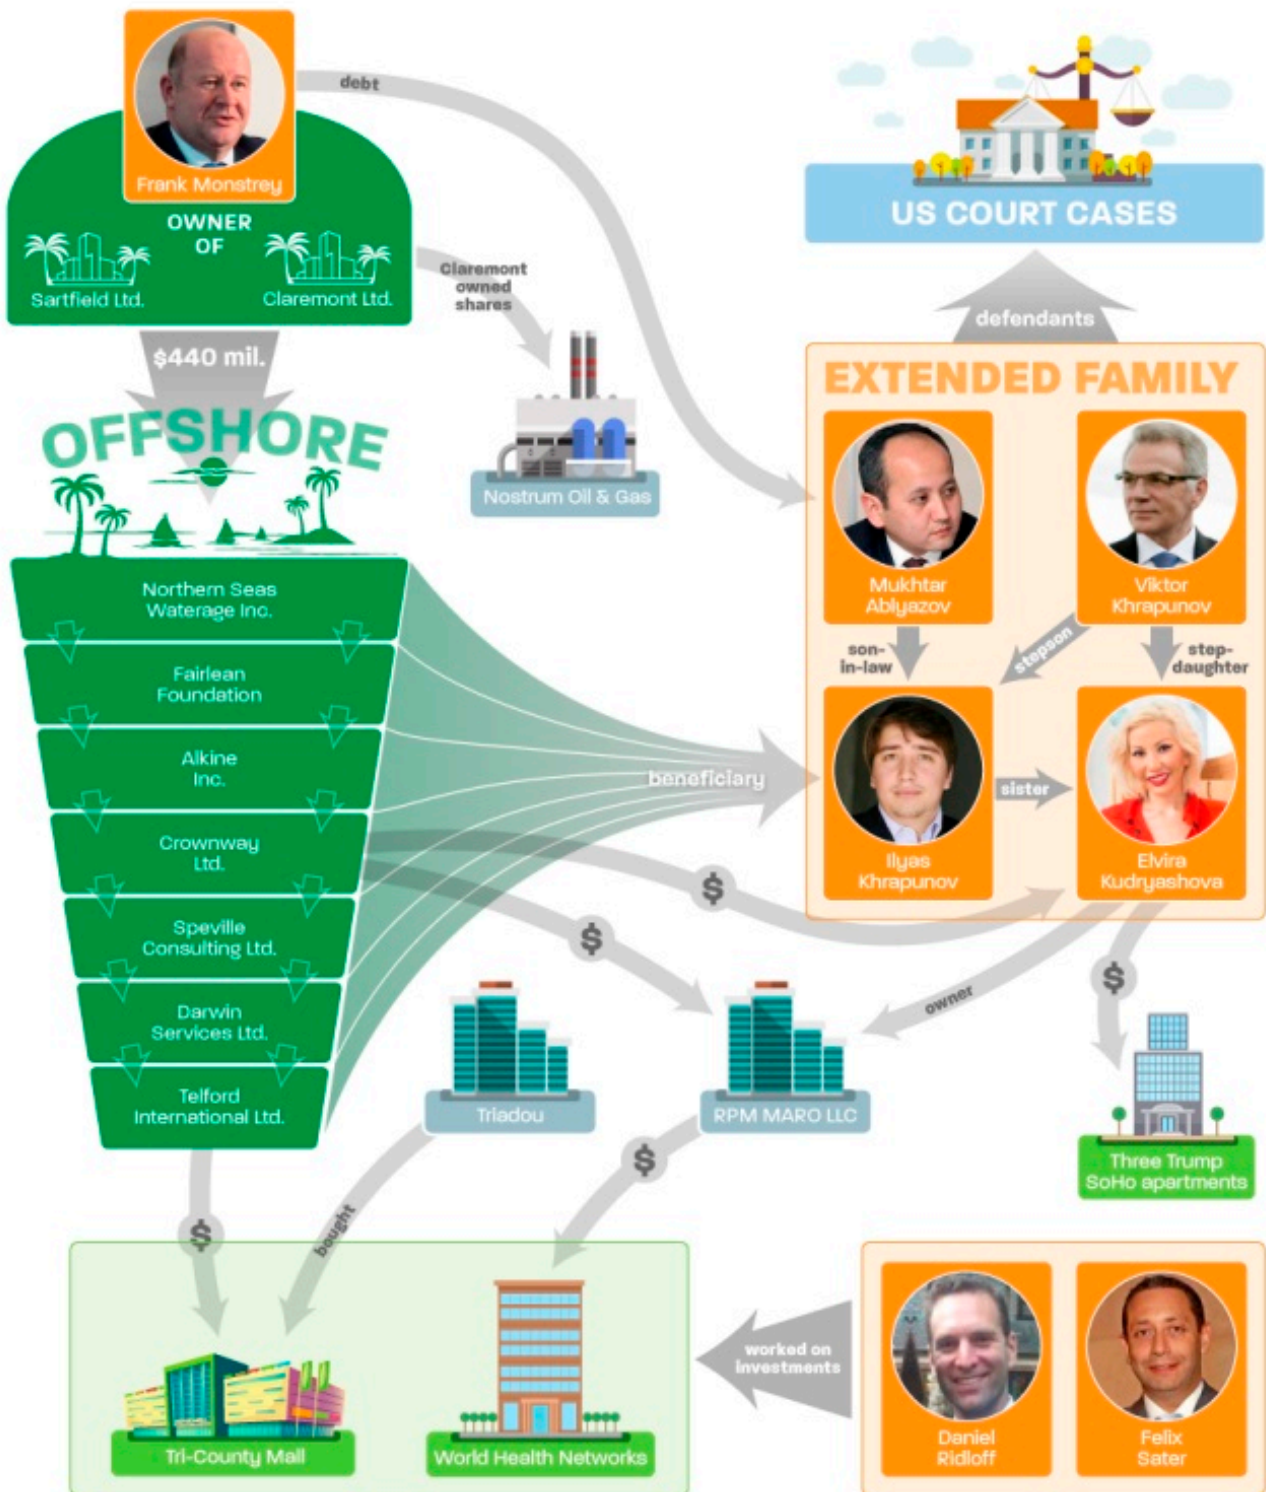 Frank Monstrey
OWNER
OF
Sartfield Ltd.
Claremont Ltd.
debt
Claremont
owned
shares
Nostrum Oil & Gas
US COURT CASES
defendants
EXTENDED FAMILY
Mukhtar
Ablyazov
Viktor
Khrapunov
son-
in-law
stepson
step-
daughter
Ilyas
Khrapunov
sister
Elvira
Kudryashova
$440 mil.
OFFSHORE
Northern Seas
Waterage Inc.
Fairlean
Foundation
Alkine
Inc.
Crownway
Ltd.
Speville
Consulting Ltd.
Darwin
Services Ltd.
Telford
International Ltd.
beneficiary
$
$
owner
$
Triadou
RPM MARO LLC
Three Trump
SoHo apartments
$
bought
$
Tri-County Mall
World Health Networks
worked on
investments
Daniel
Ridloff
Felix
Sater